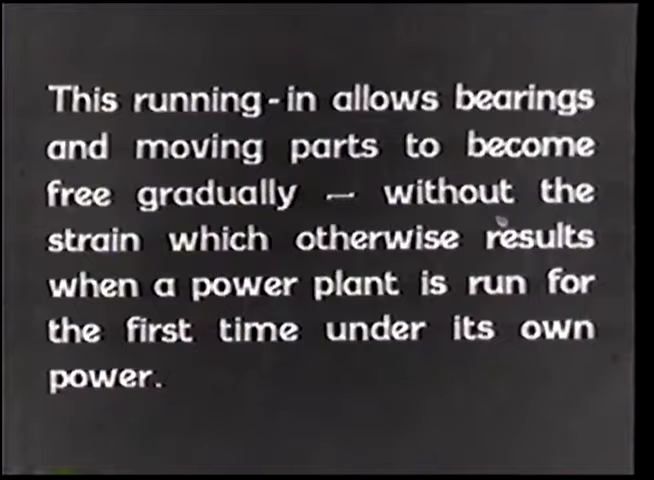 This running-in allows bearings
and moving parts to become
free gradually — without the
strain which otherwise results
when a power plant is run for
the first time under its own
power.